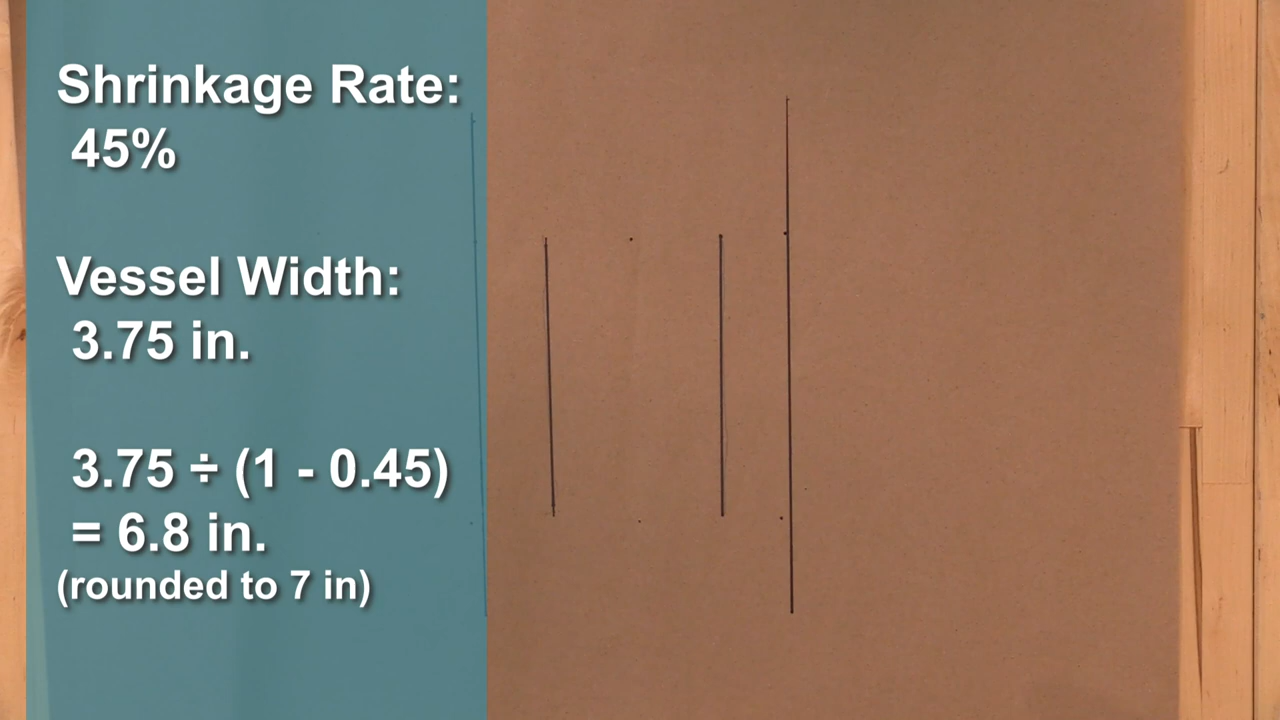 Shrinkage Rate:
45%
Vessel Width:
3.75 in.
3.75 ÷ (1 - 0.45)
= 6.8 in.
(rounded to 7 in)